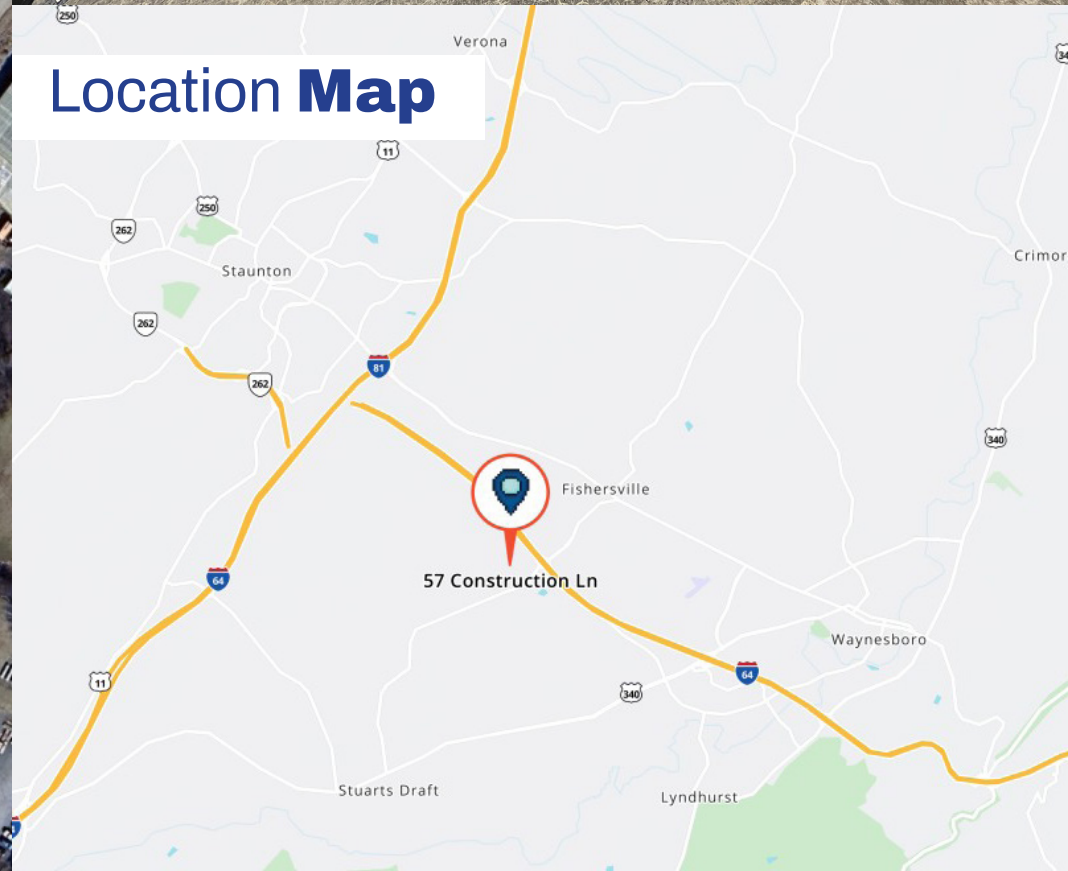 250
Verona
34
Location Map
11
250
262
Staunton
Crimor
262
81
262
340
Fishersville
57 Construction Ln
64
Waynesboro
64
11
340
Stuarts Draft
Lyndhurst